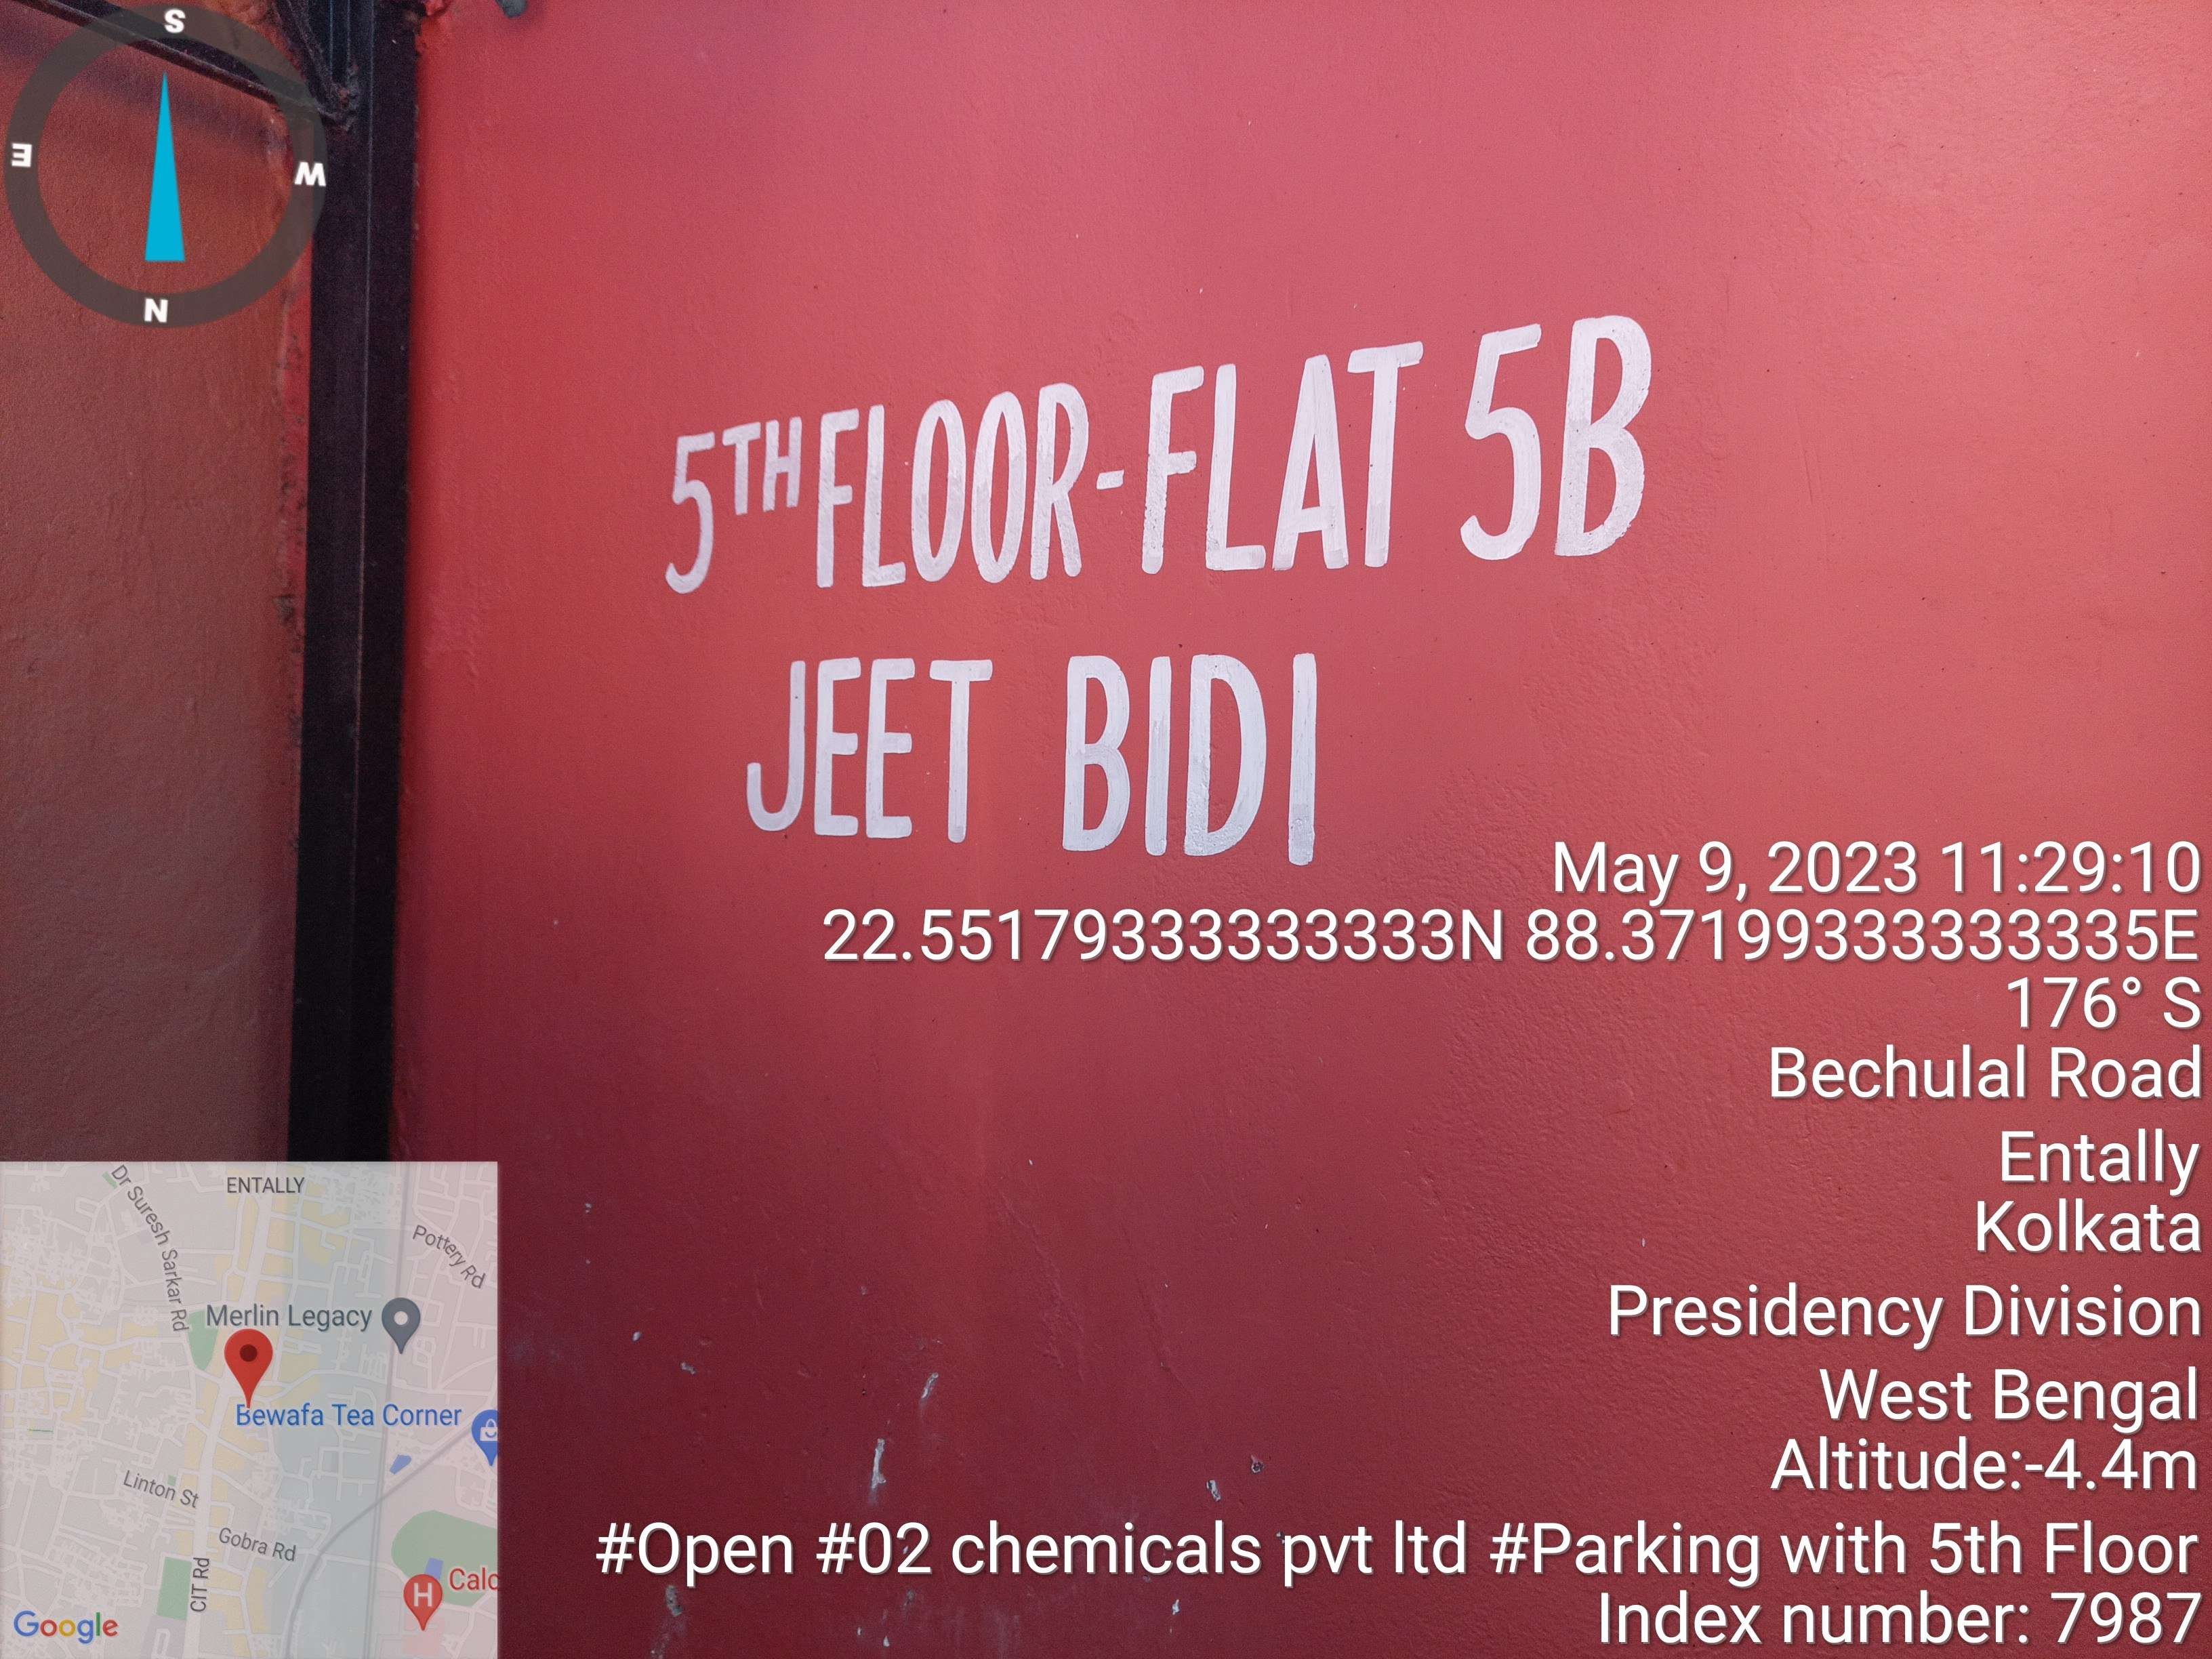 S
E
W
N
5TH FLOOR-FLAT 5B
JEET BIDI
May 9, 2023 11:29:10
22.55179333333333N 88.37199333333335E
176° S
Bechulal Road
Entally
Kolkata
Presidency Division
West Bengal
Altitude:-4.4m
#Open #02 chemicals pvt ltd #Parking with 5th Floor
Index number: 7987
ENTALLY
Dr Suresh Sarkar Rd
Pottery Rd
Merlin Legacy
Bewafa Tea Corner
Linton St
Gobra Rd
CIT Rd
H
Calc
Google